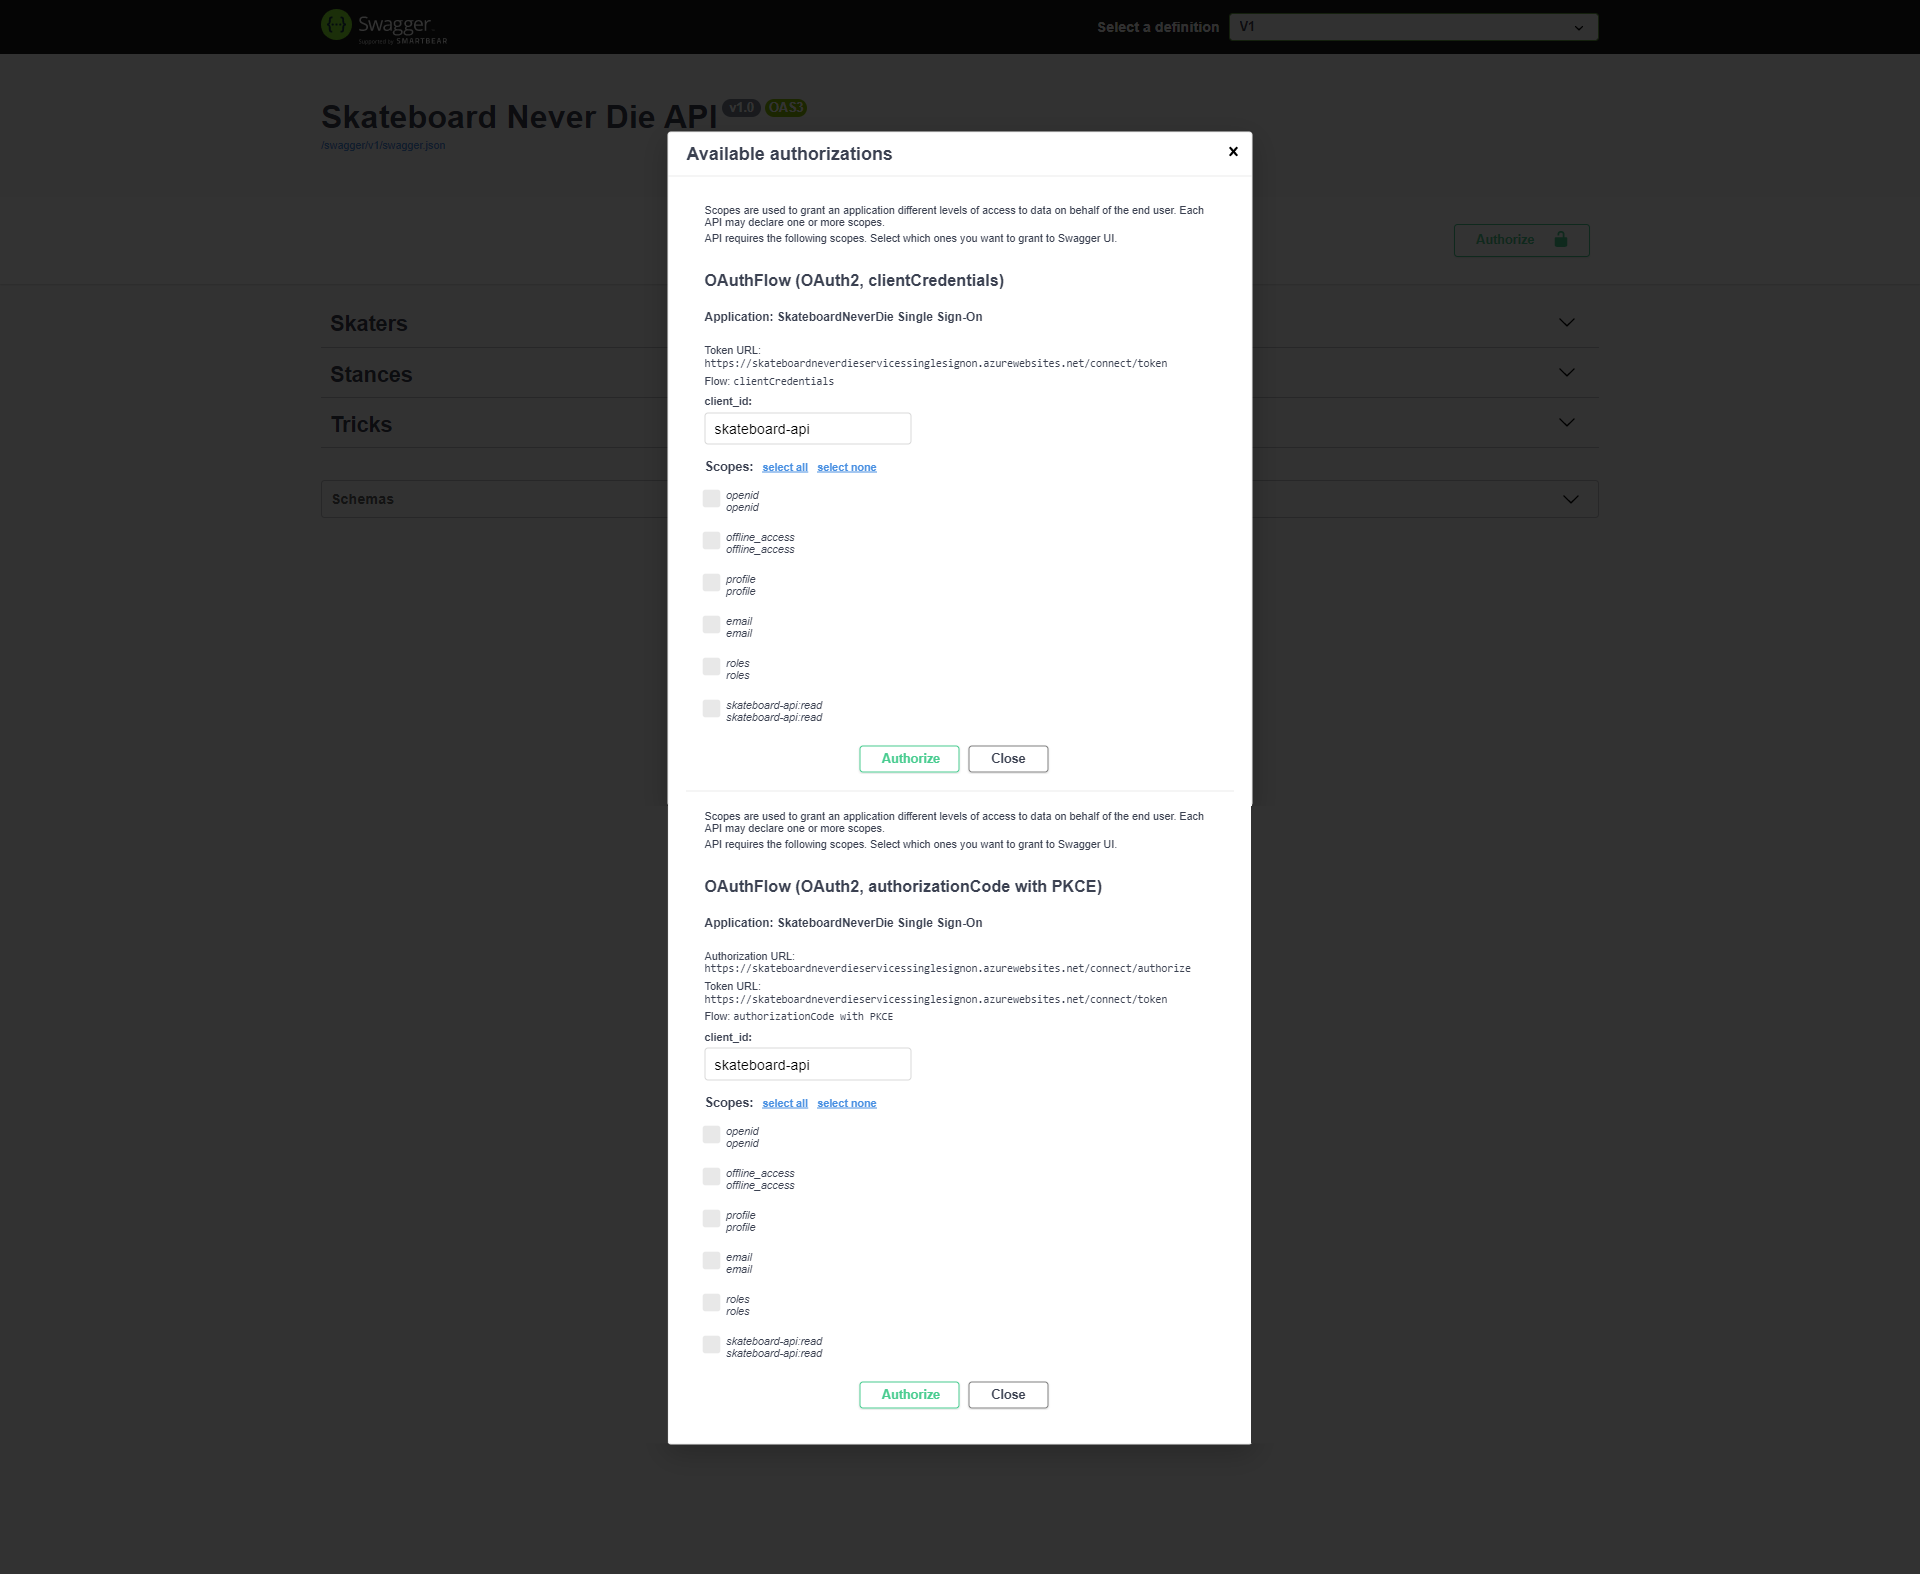 Swagger
Supported by SMARTBEAR
Select a definition
V1
Skateboard Never Die API
v1.0
OAS3
/swagger/v1/swagger.json
Authorize
Skaters
Stances
Tricks
Schemas
Available authorizations
×
Scopes are used to grant an application different levels of access to data on behalf of the end user. Each
API may declare one or more scopes.
API requires the following scopes. Select which ones you want to grant to Swagger UI.
OAuthFlow (OAuth2, clientCredentials)
Application: SkateboardNeverDie Single Sign-On
Token URL:
https://skateboardneverdieservicessinglesignon.azurewebsites.net/connect/token
Flow: clientCredentials
client_id:
skateboard-api
Scopes: select all select none
openid
openid
offline_access
offline_access
profile
profile
email
email
roles
roles
skateboard-api:read
skateboard-api:read
Authorize Close
Scopes are used to grant an application different levels of access to data on behalf of the end user. Each
API may declare one or more scopes.
API requires the following scopes. Select which ones you want to grant to Swagger UI.
OAuthFlow (OAuth2, authorizationCode with PKCE)
Application: SkateboardNeverDie Single Sign-On
Authorization URL:
https://skateboardneverdieservicessinglesignon.azurewebsites.net/connect/authorize
Token URL:
https://skateboardneverdieservicessinglesignon.azurewebsites.net/connect/token
Flow: authorizationCode with PKCE
client_id:
skateboard-api
Scopes: select all select none
openid
openid
offline_access
offline_access
profile
profile
email
email
roles
roles
skateboard-api:read
skateboard-api:read
Authorize Close